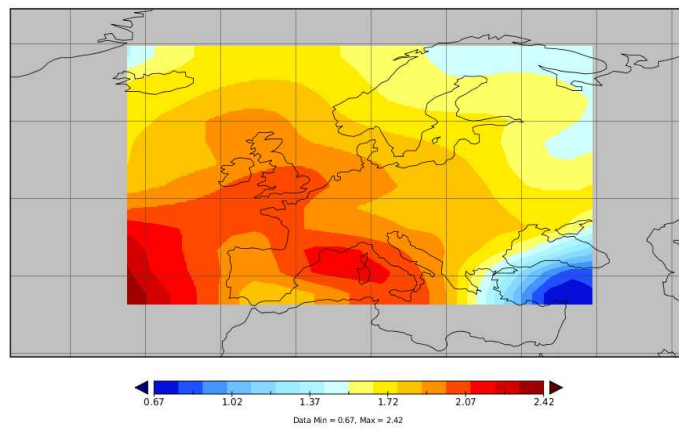 0.67 1.02 1.37 1.72 2.07 2.42
Data Min = 0.67, Max = 2.42